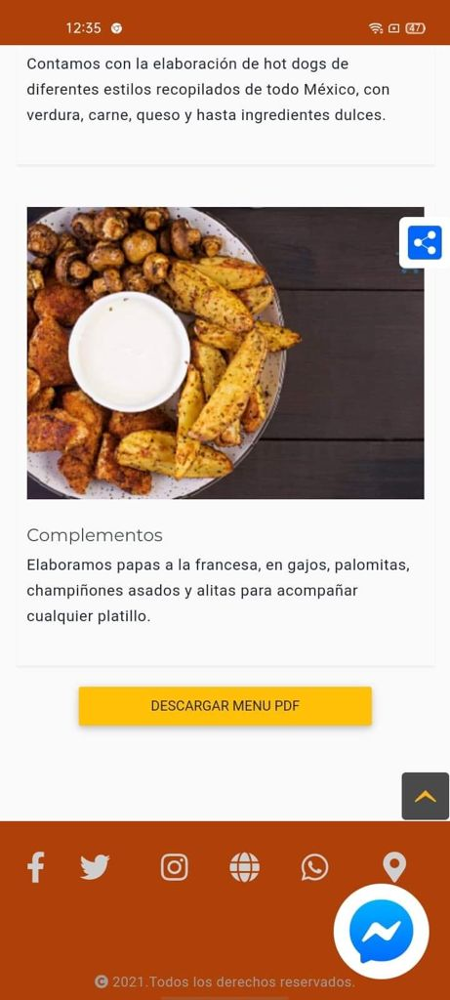 12:35
47
Contamos con la elaboración de hot dogs de
diferentes estilos recopilados de todo México, con
verdura, carne, queso y hasta ingredientes dulces.
Complementos
Elaboramos papas a la francesa, en gajos, palomitas,
champiñones asados y alitas para acompañar
cualquier platillo.
DESCARGAR MENU PDF
© 2021.Todos los derechos reservados.